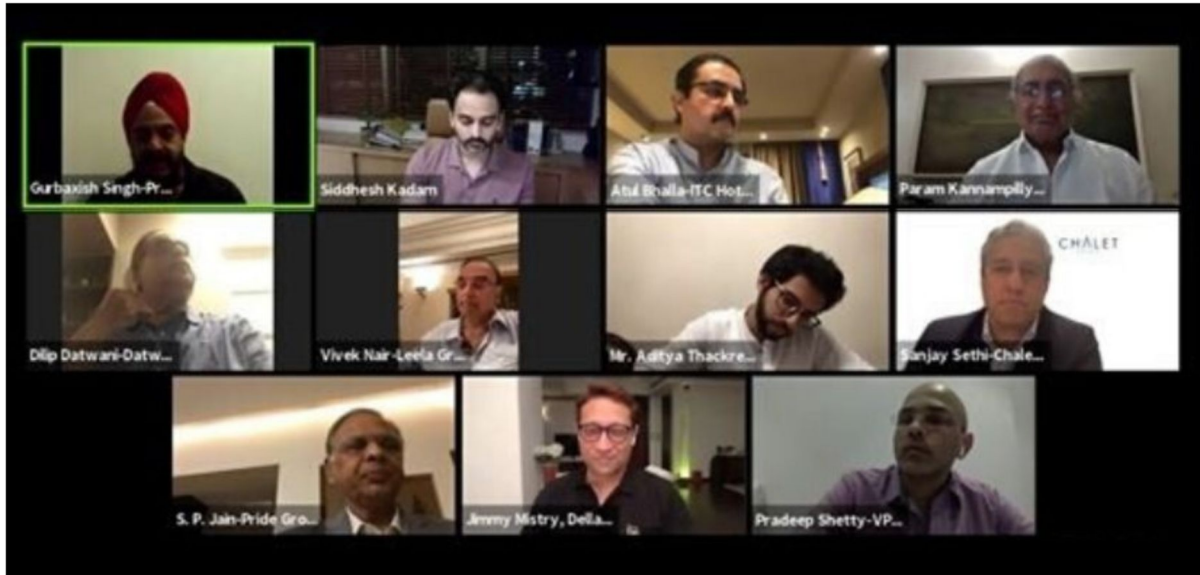 Gurbaxish Singh-Pr...
Siddhesh Kadam
Atul Bhalla-ITC Hot...
Param Kannampilly...
Dilip Datwani-Datw...
Vivek Nair-Leela Gr...
Mr. Aditya Thackre...
CHALET
Sanjay Sethi-Chale...
S. P. Jain-Pride Gro...
Jimmy Mistry, Della...
Pradeep Shetty-VP...